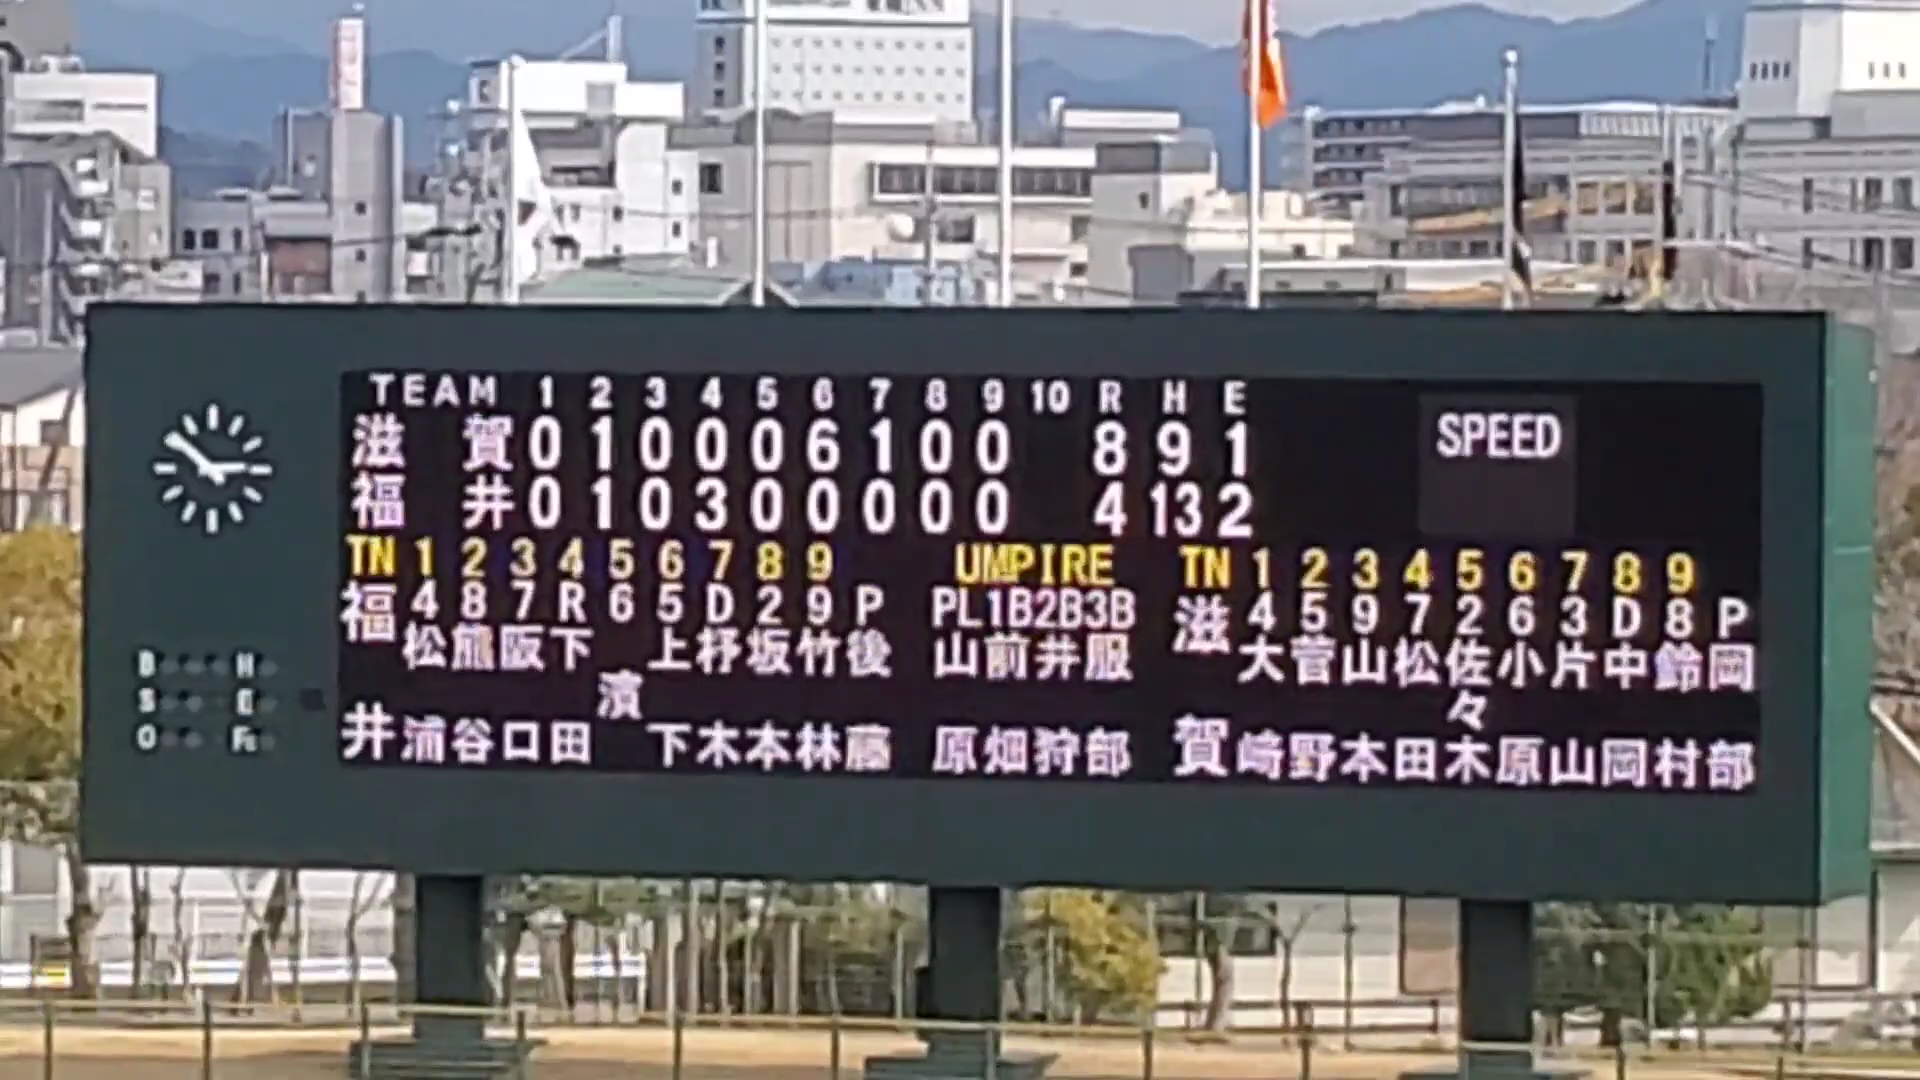 TEAM 1 2 3 4 5 6 7 8 9 10 R H E
滋賀 0 1 0 0 0 6 1 0 0 8 9 1
福井 0 1 0 3 0 0 0 0 0 4 13 2
SPEED
TN 1 2 3 4 5 6 7 8 9
福井 4 8 7 R 6 5 D 2 9 P
松浦 熊谷 阪口 下田 濱 上下 杼木 坂本 竹林 後藤
UMPIRE
PL 1B 2B 3B
山原 前畑 井狩 服部
TN 1 2 3 4 5 6 7 8 9
滋賀 4 5 9 7 2 6 3 D 8 P
大崎 菅野 山本 松田 佐々木 小原 片山 中岡 鈴村 岡部
B H
S E
O Fc